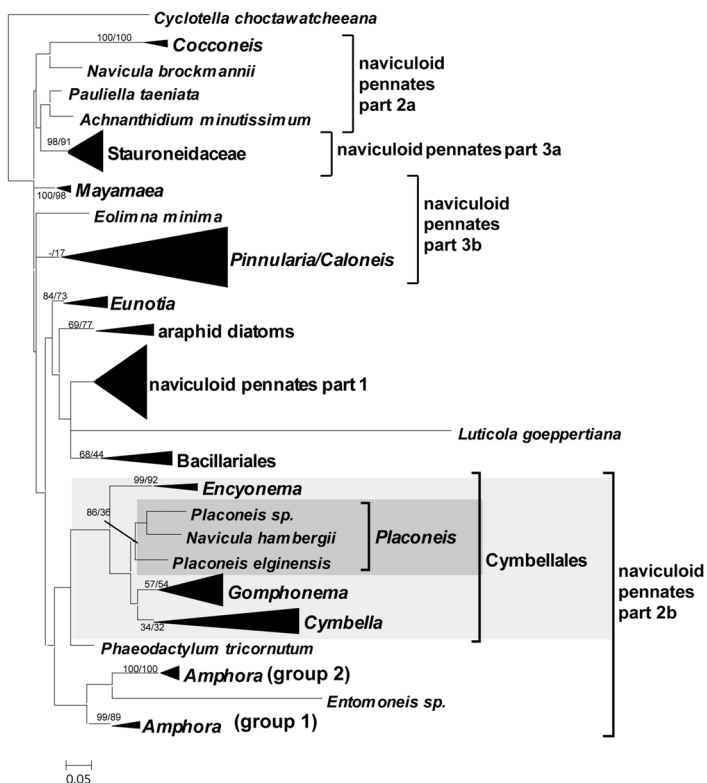 Cyclotella choctawatcheeana
100/100
Cocconeis
Navicula brockmannii
Pauliella taeniata
Achnanthidium minutissimum
naviculoid
pennates
part 2a
98/91
Stauroneidaceae
naviculoid pennates part 3a
100/98
Mayamaea
Eolimna minima
-/17
Pinnularia/Caloneis
naviculoid
pennates
part 3b
84/73
Eunotia
69/77
araphid diatoms
naviculoid pennates part 1
Luticola goeppertiana
68/44
Bacillariales
99/92
Encyonema
86/36
Placoneis sp.
Navicula hambergii
Placoneis elginensis
Placoneis
57/54
Gomphonema
34/32
Cymbella
Cymbellales
Phaeodactylum tricornutum
100/100
Amphora (group 2)
Entomoneis sp.
99/89
Amphora (group 1)
naviculoid
pennates
part 2b
0.05